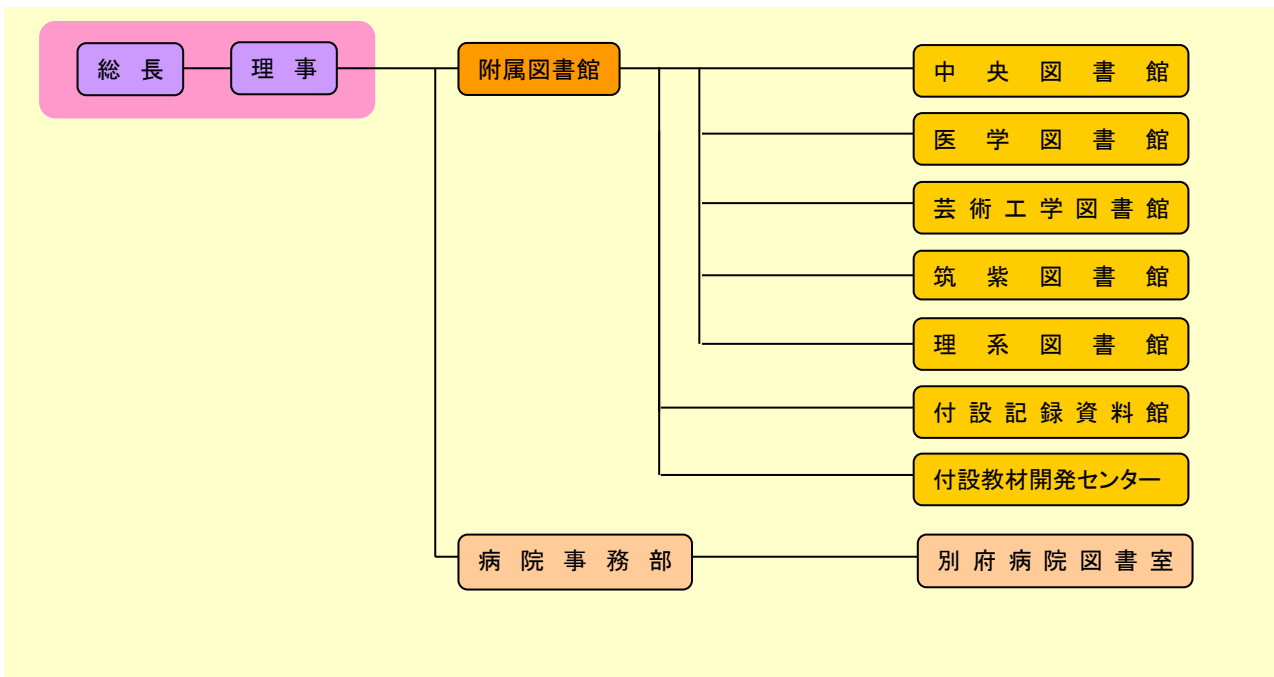 総長
理事
附属図書館
中央図書館
医学図書館
芸術工学図書館
筑紫図書館
理系図書館
付設記録資料館
付設教材開発センター
病院事務部
別府病院図書室